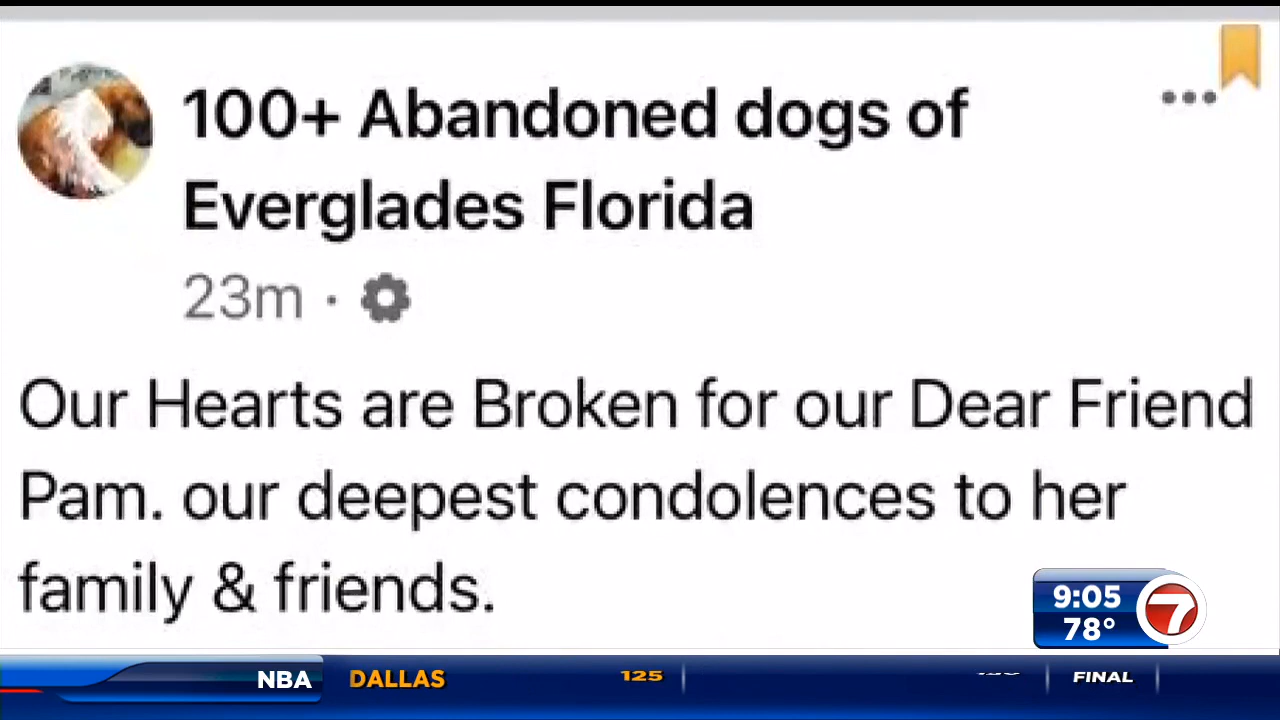 100+ Abandoned dogs of
Everglades Florida
23m ·
Our Hearts are Broken for our Dear Friend
Pam. our deepest condolences to her
family & friends.
9:05
78°
7
NBA DALLAS 125 FINAL